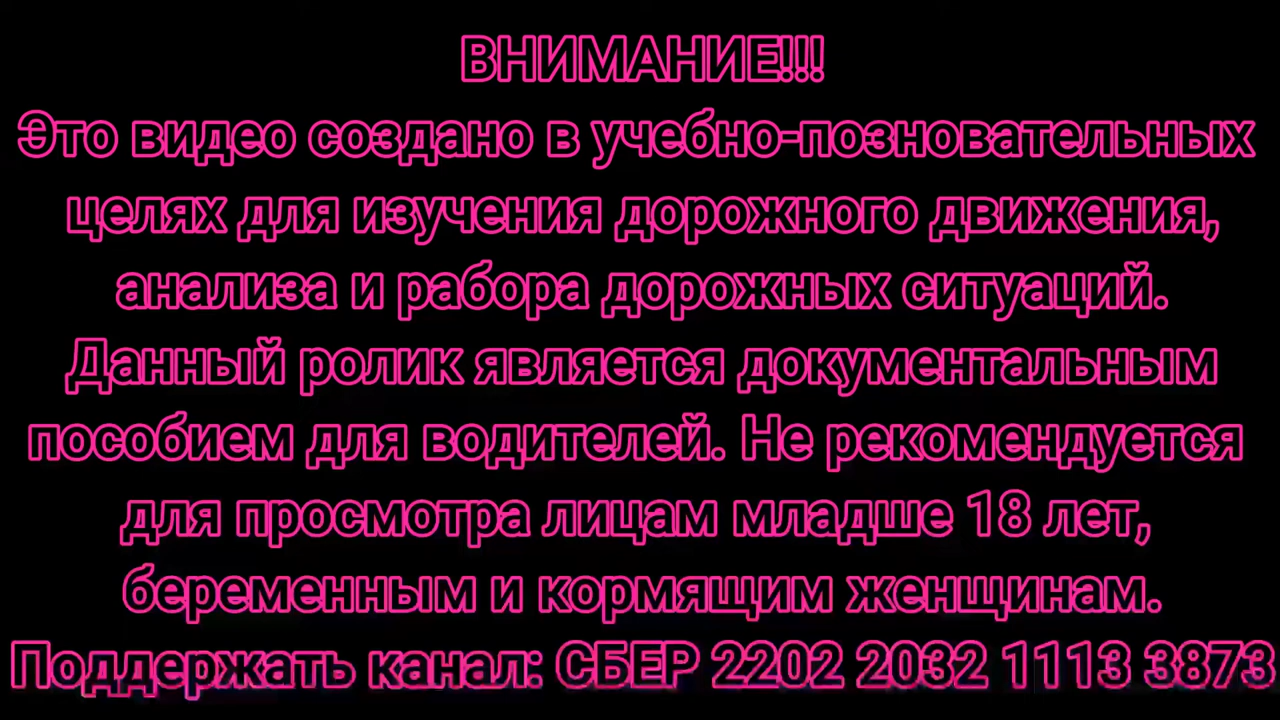 ВНИМАНИЕ!!!
Это видео создано в учебно-позновательных
целях для изучения дорожного движения,
анализа и рабора дорожных ситуаций.
Данный ролик является документальным
пособием для водителей. Не рекомендуется
для просмотра лицам младше 18 лет,
беременным и кормящим женщинам.
Поддержать канал: СБЕР 2202 2032 1113 3873